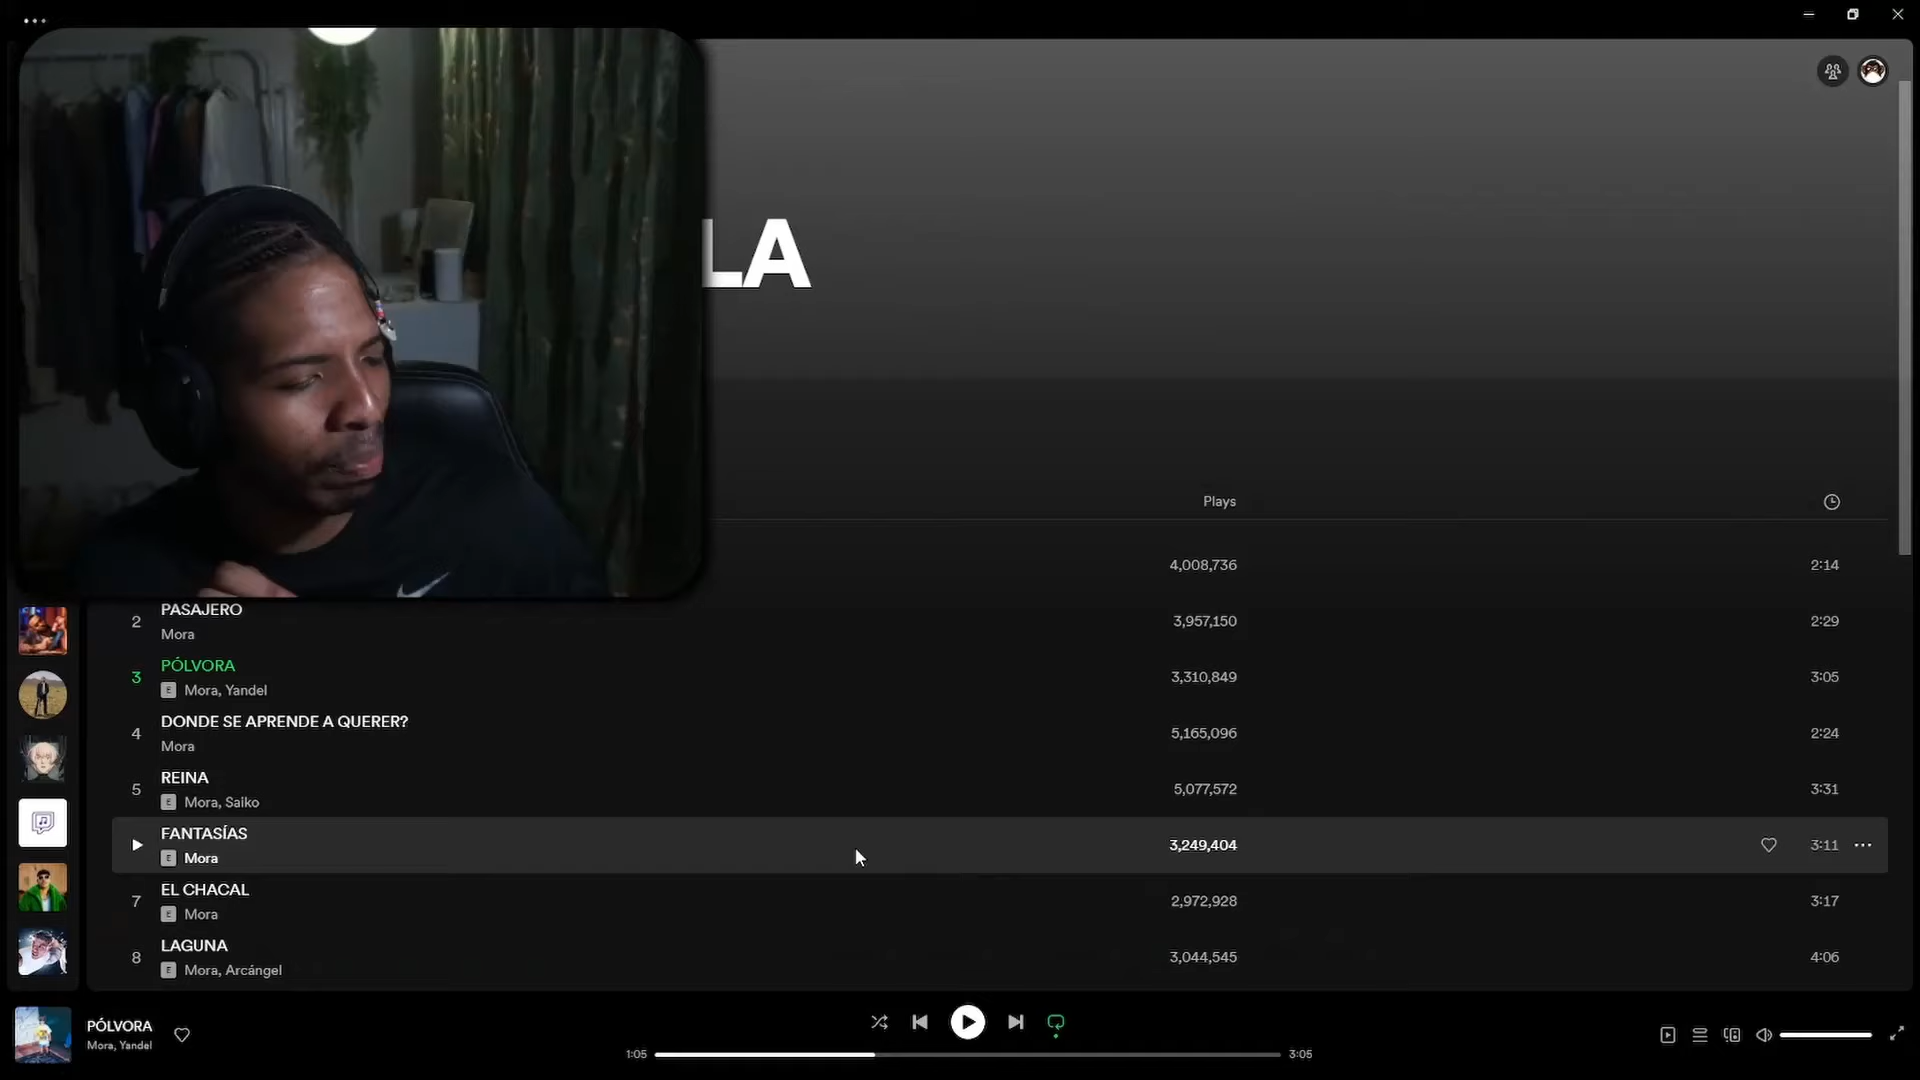 LA
Plays
4,008,736 2:14
2 PASAJERO 3,957,150 2:29
Mora
3 PÓLVORA 3,310,849 3:05
E Mora, Yandel
4 DONDE SE APRENDE A QUERER? 5,165,096 2:24
Mora
5 REINA 5,077,572 3:31
E Mora, Saiko
FANTASÍAS 3,249,404 3:11
E Mora
7 EL CHACAL 2,972,928 3:17
E Mora
8 LAGUNA 3,044,545 4:06
E Mora, Arcángel
PÓLVORA
Mora, Yandel
1:05 3:05